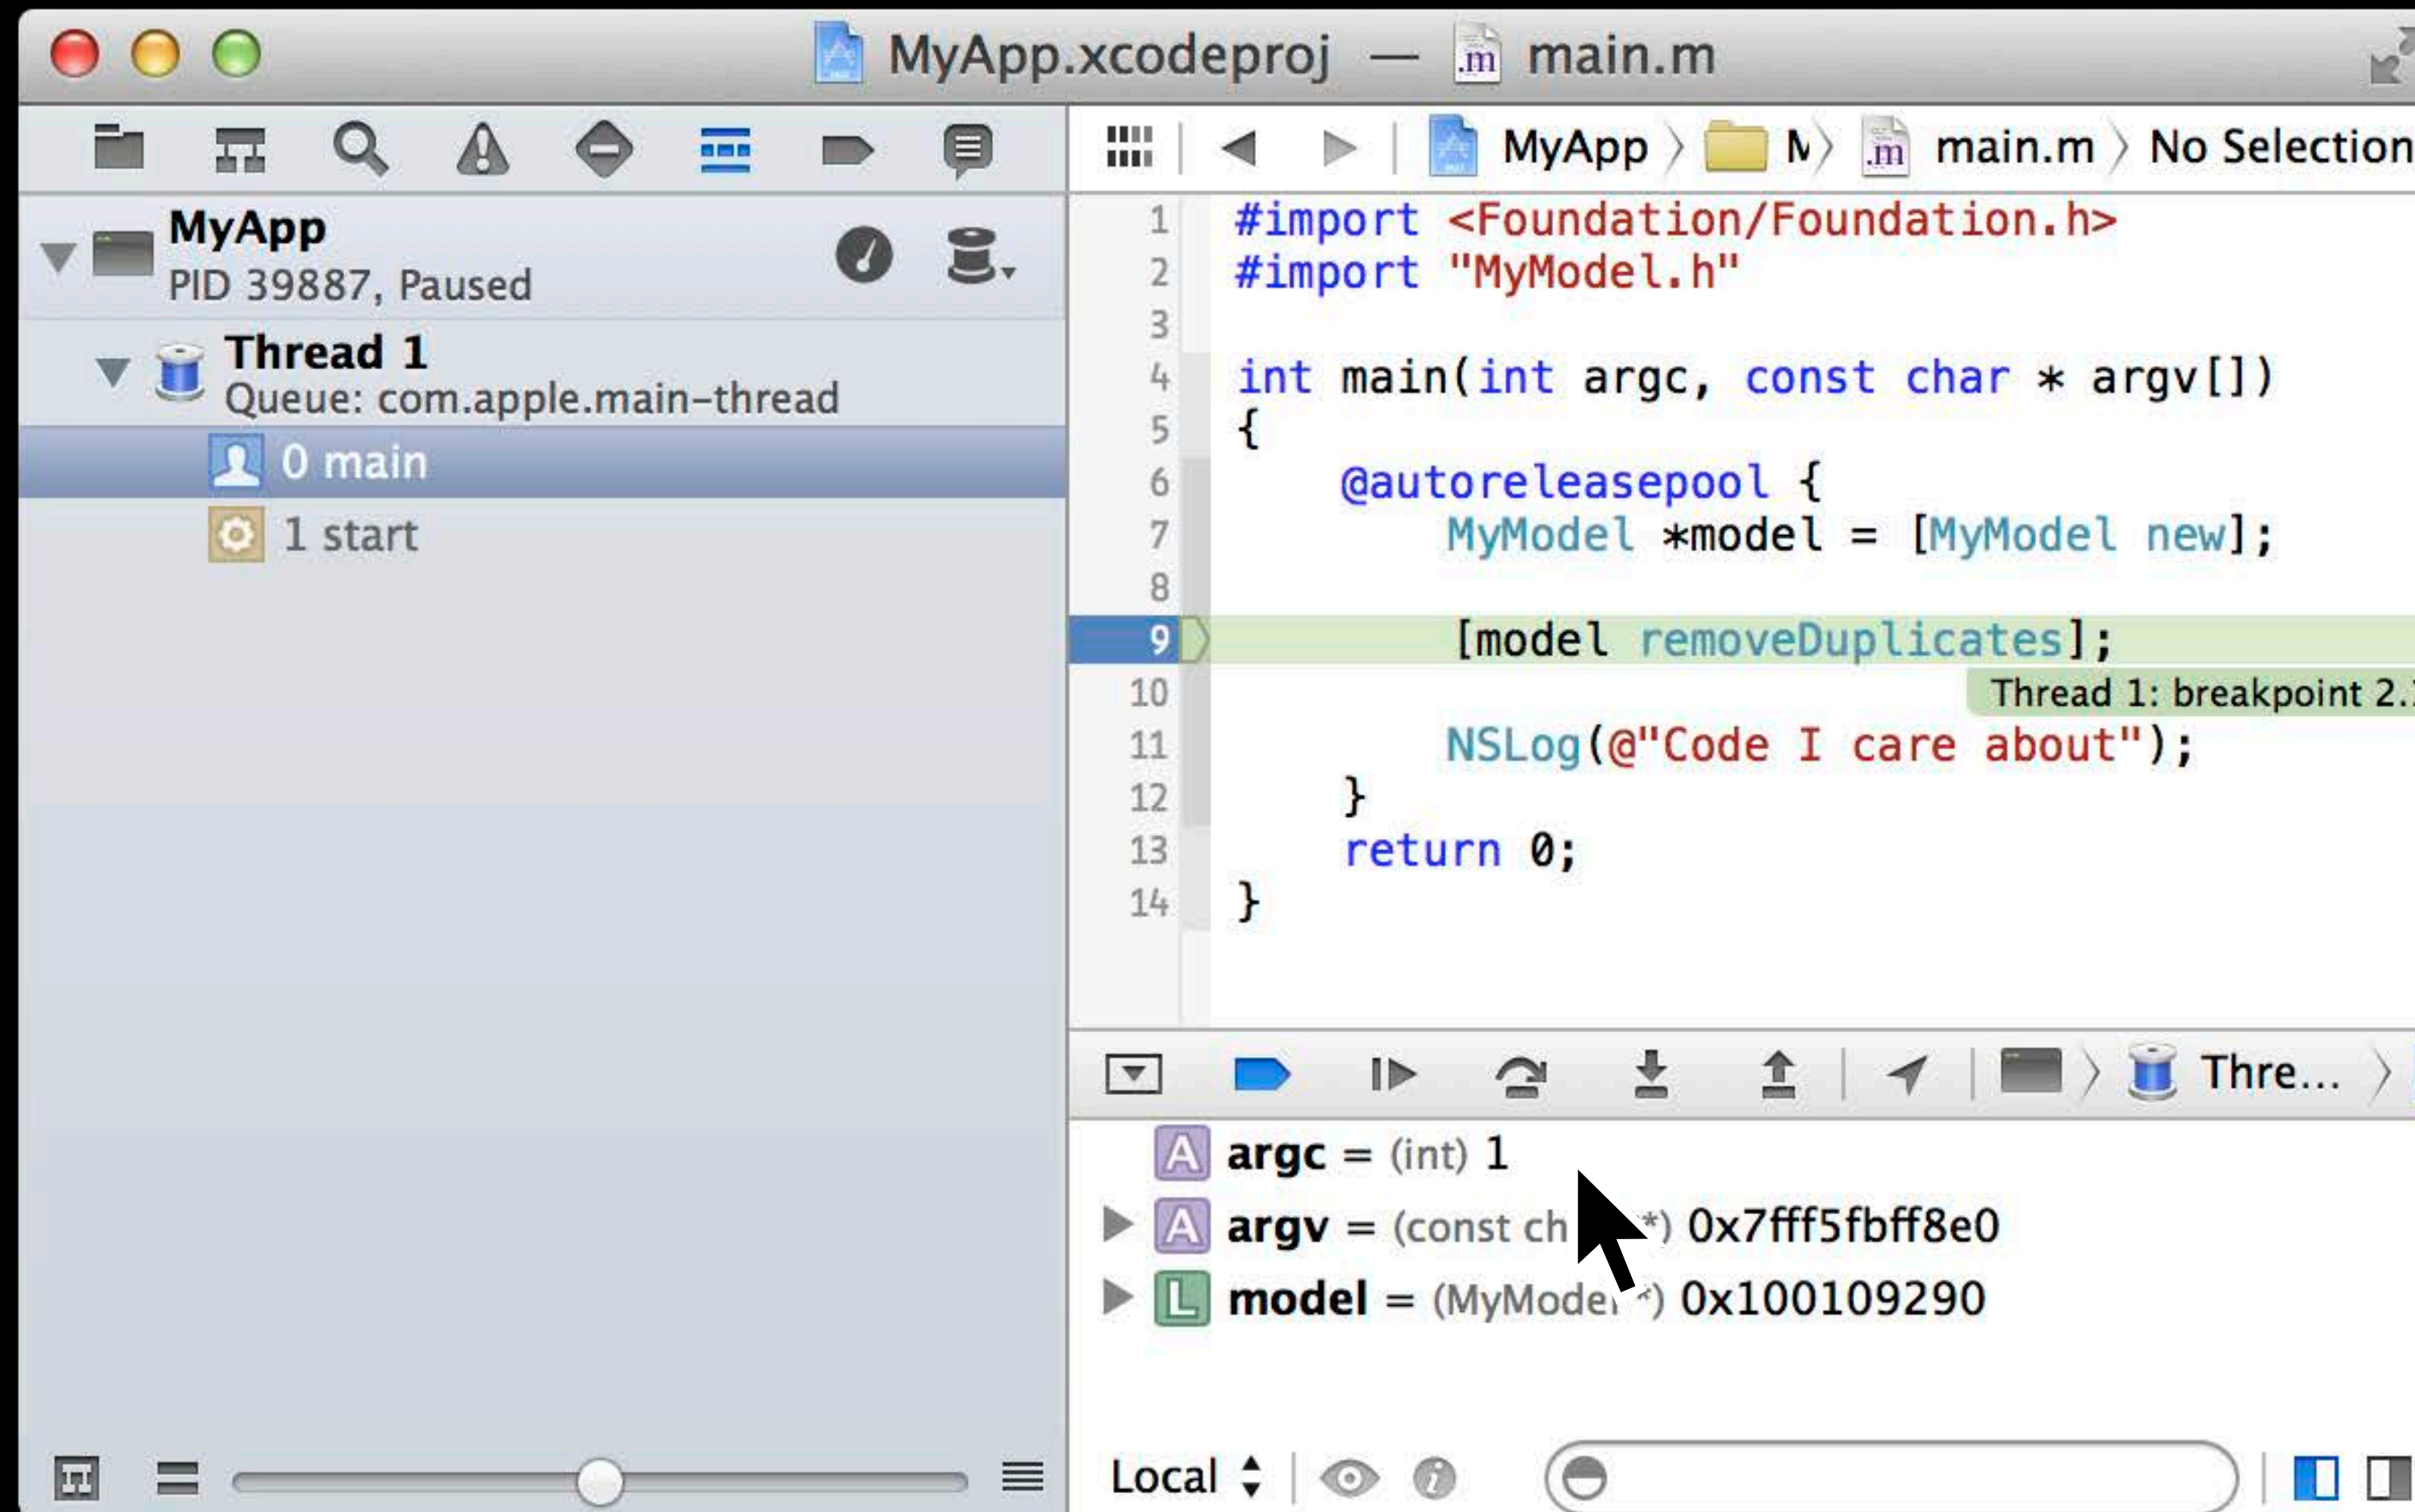 MyApp.xcodeproj — main.m
MyApp
PID 39887, Paused
Thread 1
Queue: com.apple.main-thread
0 main
1 start
MyApp M main.m No Selection
1 #import <Foundation/Foundation.h>
2 #import "MyModel.h"
3
4 int main(int argc, const char * argv[])
5 {
6 @autoreleasepool {
7 MyModel *model = [MyModel new];
8
9 [model removeDuplicates];
10 Thread 1: breakpoint 2.
11 NSLog(@"Code I care about");
12 }
13 return 0;
14 }
Thre...
A argc = (int) 1
A argv = (const ch *) 0x7fff5fbff8e0
L model = (MyModel *) 0x100109290
Local